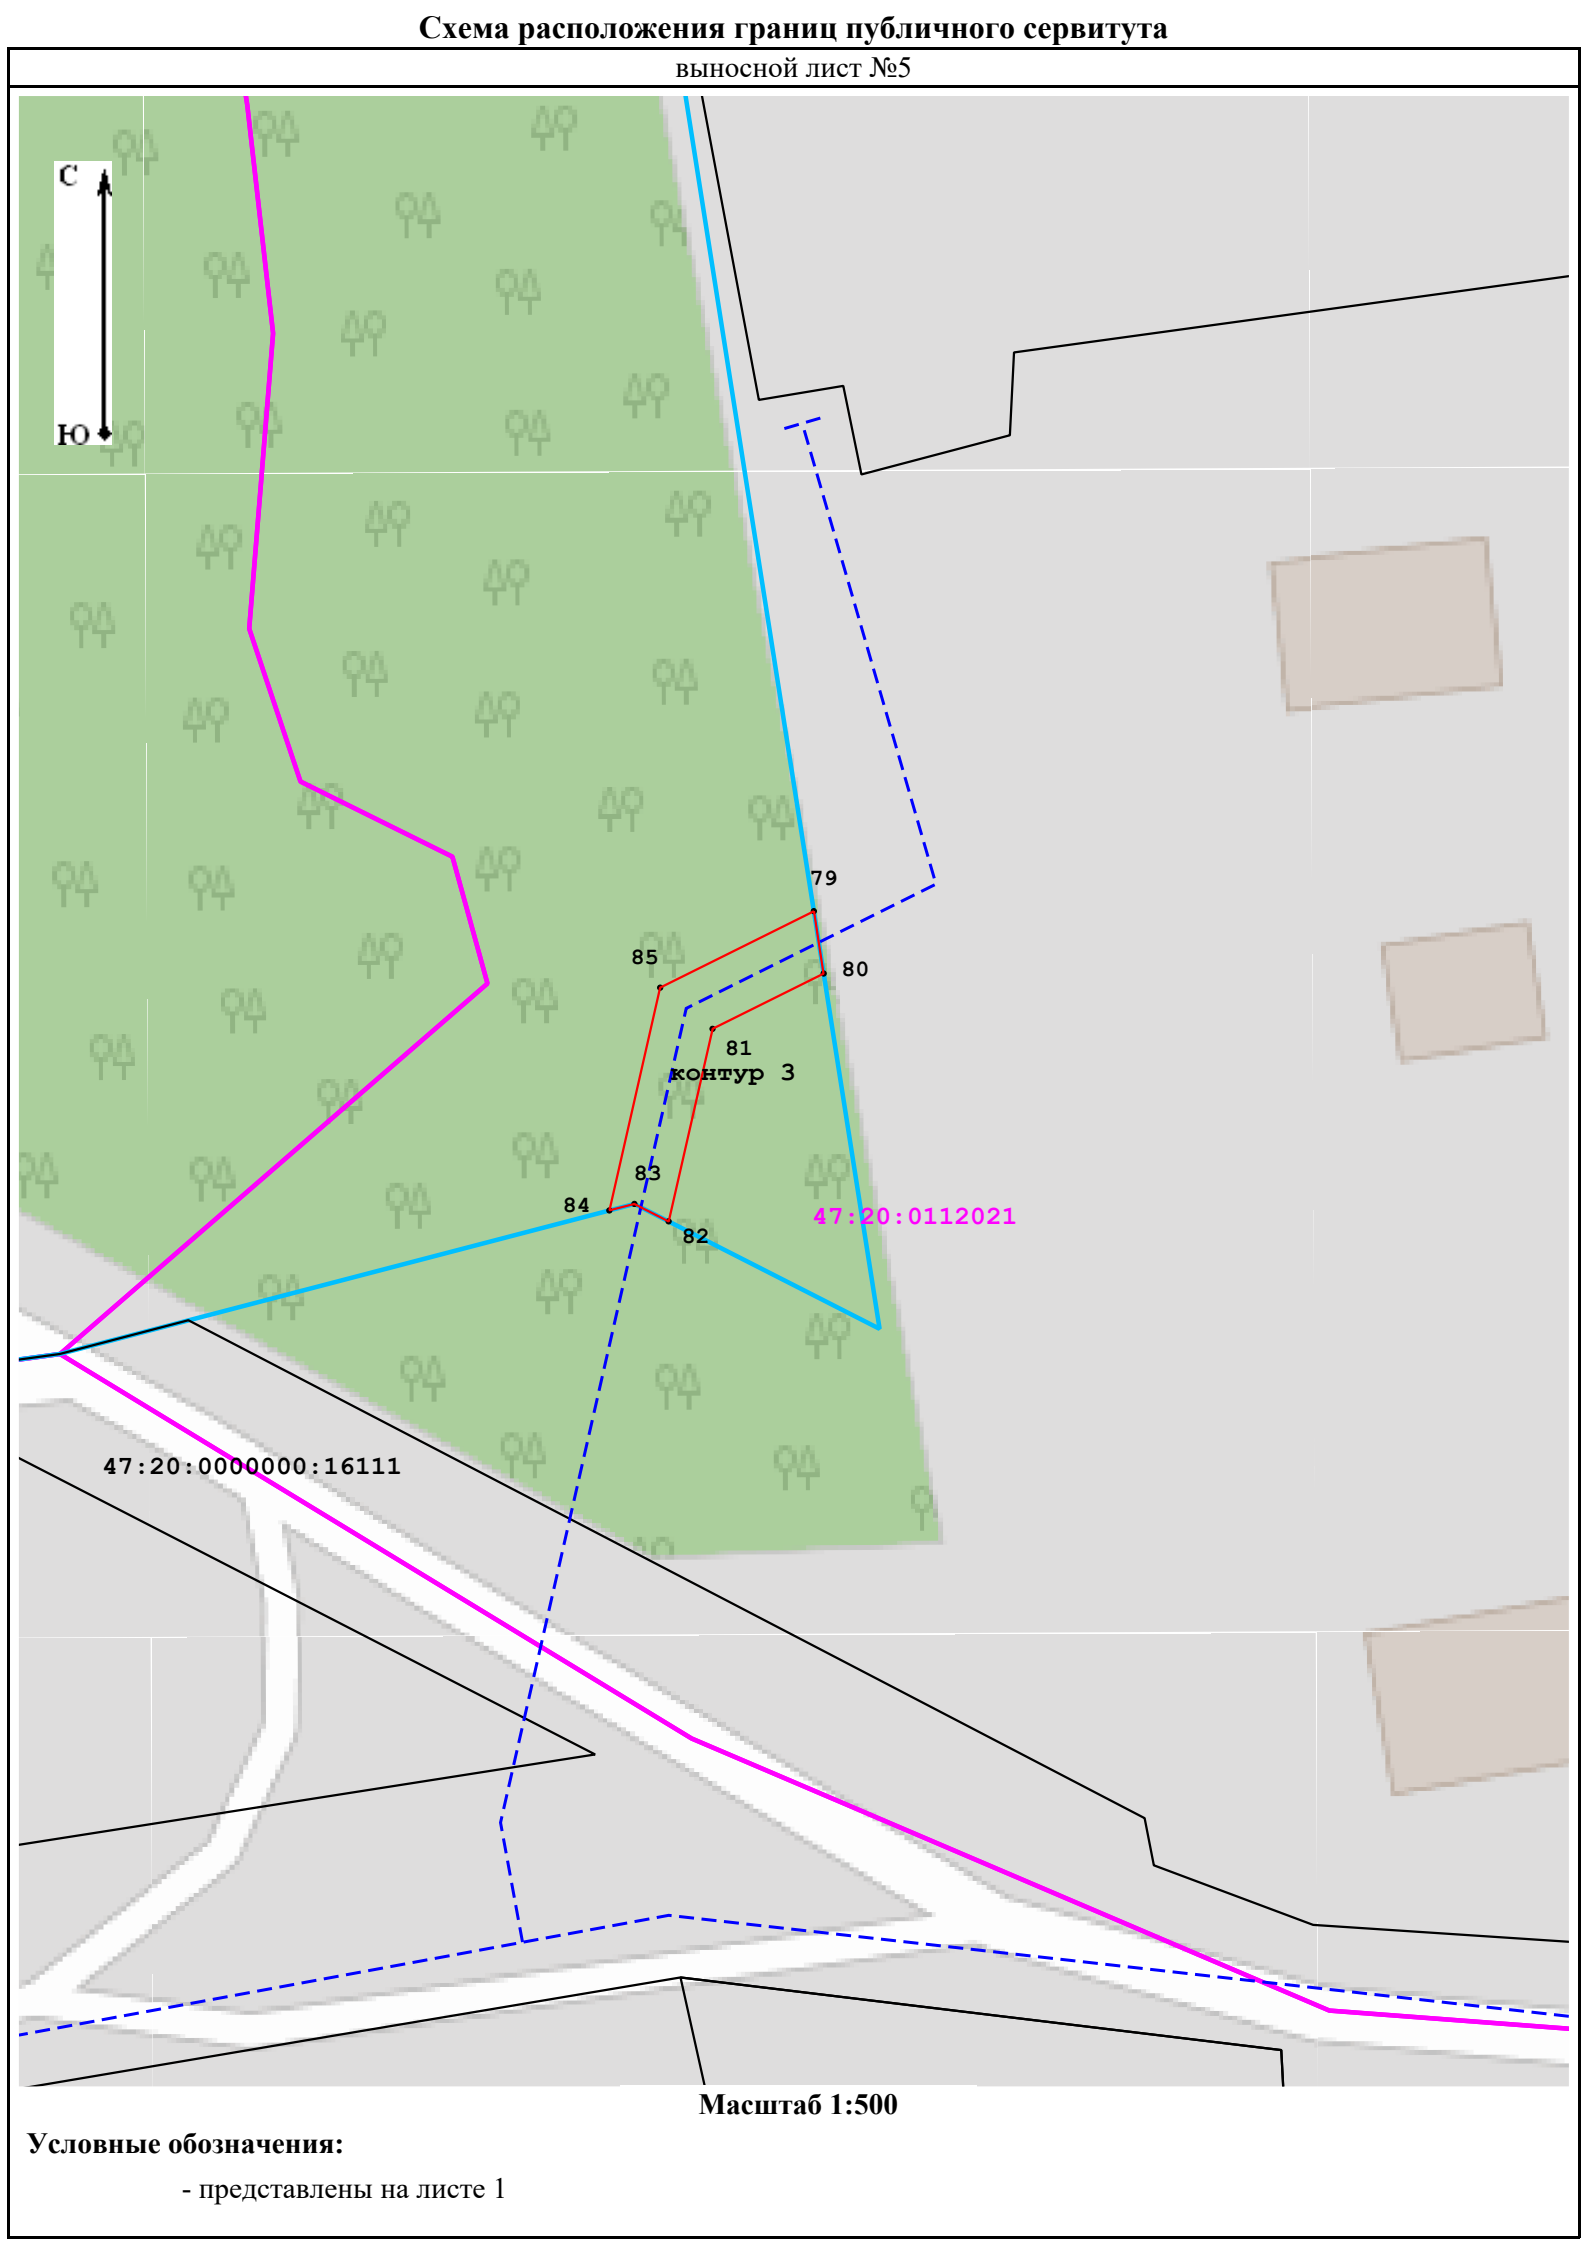 Схема расположения границ публичного сервитута
выносной лист №5
С
Ю
79
85
80
81
контур 3
83
84
82
47:20:0112021
47:20:0000000:16111
Масштаб 1:500
Условные обозначения:
- представлены на листе 1